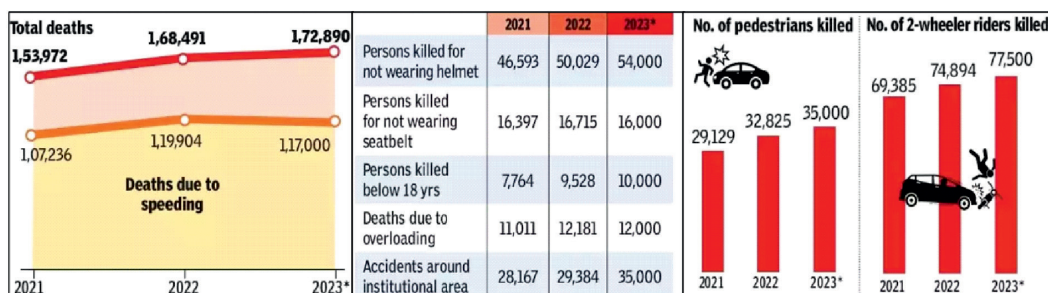 Total deaths
1,53,972
1,68,491
1,72,890
1,07,236
1,19,904
1,17,000
Deaths due to
speeding
2021 2022 2023*
2021 2022 2023*
Persons killed for
not wearing helmet 46,593 50,029 54,000
Persons killed
for not wearing
seatbelt 16,397 16,715 16,000
Persons killed
below 18 yrs 7,764 9,528 10,000
Deaths due to
overloading 11,011 12,181 12,000
Accidents around
institutional area 28,167 29,384 35,000
No. of pedestrians killed
29,129
32,825
35,000
2021 2022 2023*
No. of 2-wheeler riders killed
69,385
74,894
77,500
2021 2022 2023*